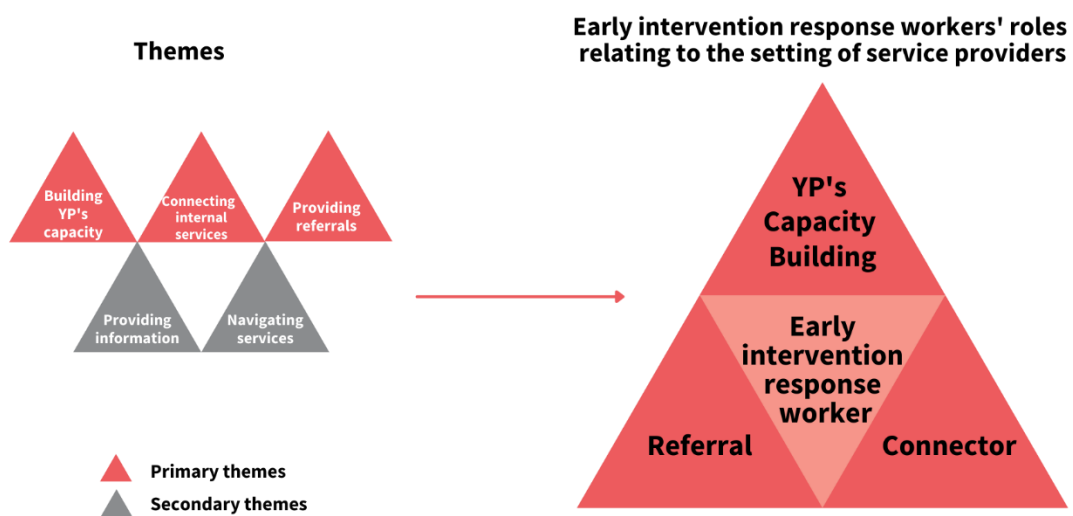 Themes
Early intervention response workers' roles
relating to the setting of service providers
Building
YP's
capacity
Connecting
internal
services
Providing
referrals
Providing
information
Navigating
services
Primary themes
Secondary themes
YP's
Capacity
Building
Early
intervention
response
worker
Referral
Connector